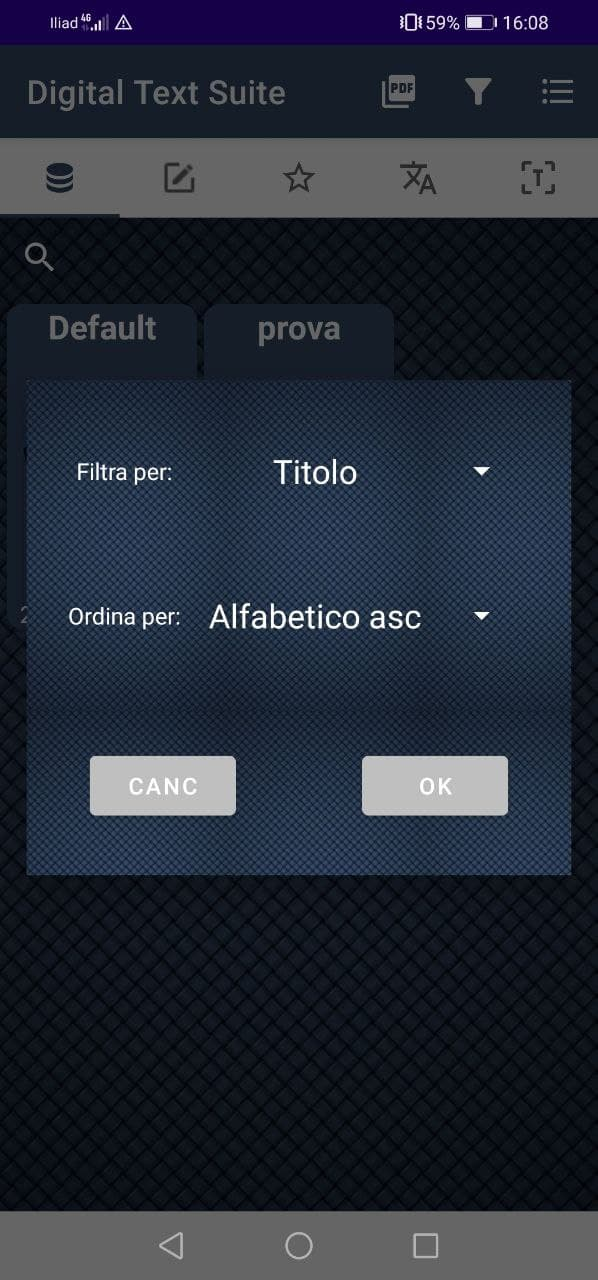 Iliad 4G 59% 16:08
Digital Text Suite PDF
T
Default prova
Filtra per: Titolo
Ordina per: Alfabetico asc
CANC OK